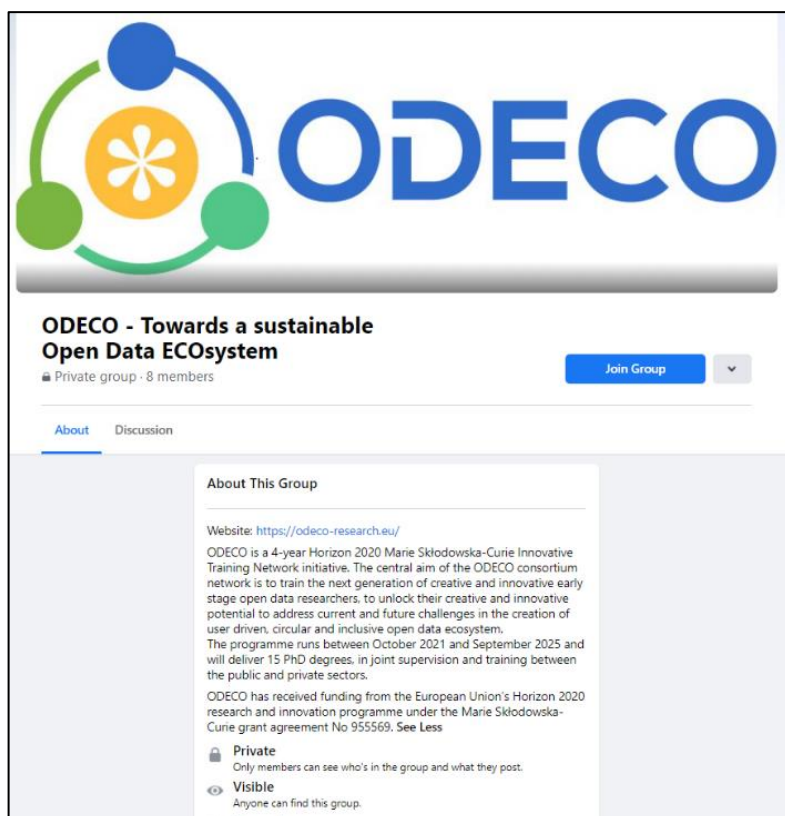 ODECO
ODECO - Towards a sustainable
Open Data ECOsystem
Private group · 8 members
Join Group
About Discussion
About This Group
Website: https://odeco-research.eu/
ODECO is a 4-year Horizon 2020 Marie Skłodowska-Curie Innovative
Training Network initiative. The central aim of the ODECO consortium
network is to train the next generation of creative and innovative early
stage open data researchers, to unlock their creative and innovative
potential to address current and future challenges in the creation of
user driven, circular and inclusive open data ecosystem.
The programme runs between October 2021 and September 2025 and
will deliver 15 PhD degrees, in joint supervision and training between
the public and private sectors.
ODECO has received funding from the European Union's Horizon 2020
research and innovation programme under the Marie Skłodowska-
Curie grant agreement No 955569. See Less
Private
Only members can see who's in the group and what they post.
Visible
Anyone can find this group.